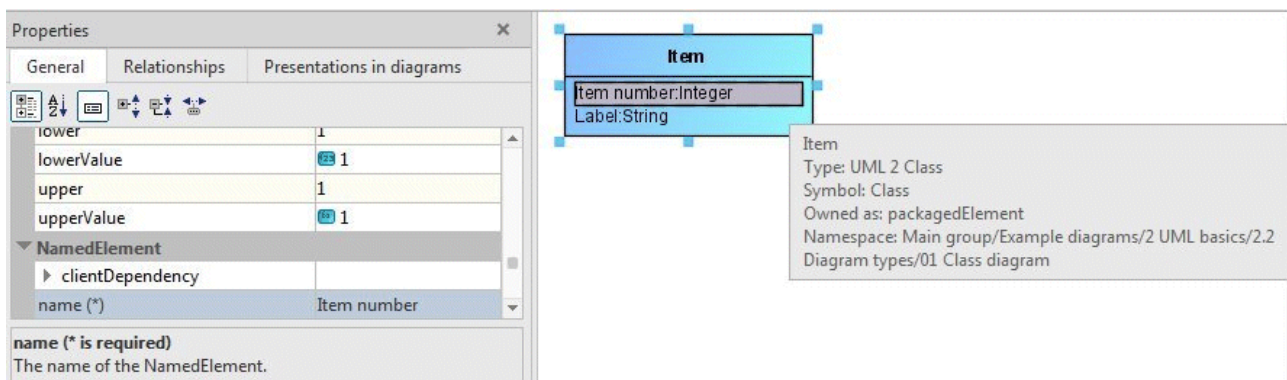 Properties
General Relationships Presentations in diagrams
lower 1
lowerValue 1
upper 1
upperValue 1
NamedElement
clientDependency
name (*) Item number
name (* is required)
The name of the NamedElement.
Item
Item number:Integer
Label:String
Item
Type: UML 2 Class
Symbol: Class
Owned as: packagedElement
Namespace: Main group/Example diagrams/2 UML basics/2.2
Diagram types/01 Class diagram